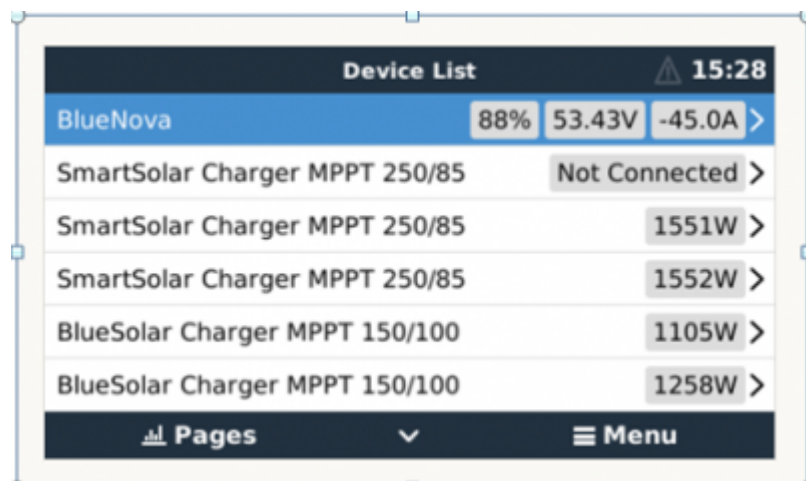 Device List 15:28
BlueNova 88% 53.43V -45.0A
SmartSolar Charger MPPT 250/85 Not Connected
SmartSolar Charger MPPT 250/85 1551W
SmartSolar Charger MPPT 250/85 1552W
BlueSolar Charger MPPT 150/100 1105W
BlueSolar Charger MPPT 150/100 1258W
Pages Menu